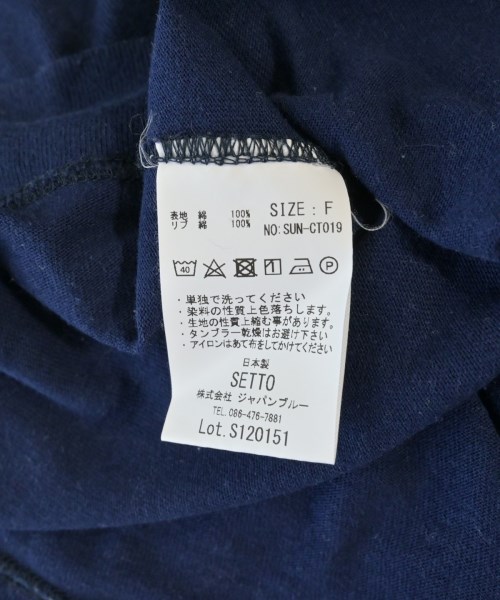 表地 綿 100% SIZE: F
リブ 綿 100% NO: SUN-CT019
40
・単独で洗ってください
・染料の性質上色落ちします。
・生地の性質上縮む事があります。
・タンブラー乾燥はお避け下さい
・アイロンはあて布をしてかけてください
日本製
SETTO
株式会社 ジャパンブルー
TEL. 086-476-7881
Lot. S120151